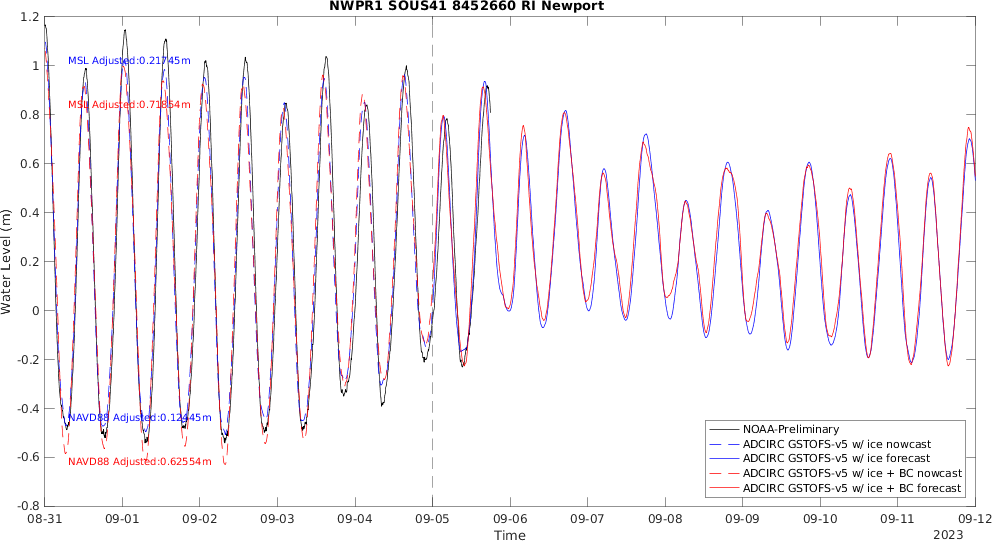 NWPR1 SOUS41 8452660 RI Newport
1.2
1
0.8
0.6
0.4
0.2
0
-0.2
-0.4
-0.6
-0.8
Water Level (m)
MSL Adjusted:0.21745m
MSL Adjusted:0.71854m
NAVD88 Adjusted:0.12445m
NAVD88 Adjusted:0.62554m
NOAA-Preliminary
ADCIRC GSTOFS-v5 w/ ice nowcast
ADCIRC GSTOFS-v5 w/ ice forecast
ADCIRC GSTOFS-v5 w/ ice + BC nowcast
ADCIRC GSTOFS-v5 w/ ice + BC forecast
08-31 09-01 09-02 09-03 09-04 09-05 09-06 09-07 09-08 09-09 09-10 09-11 09-12
Time
2023